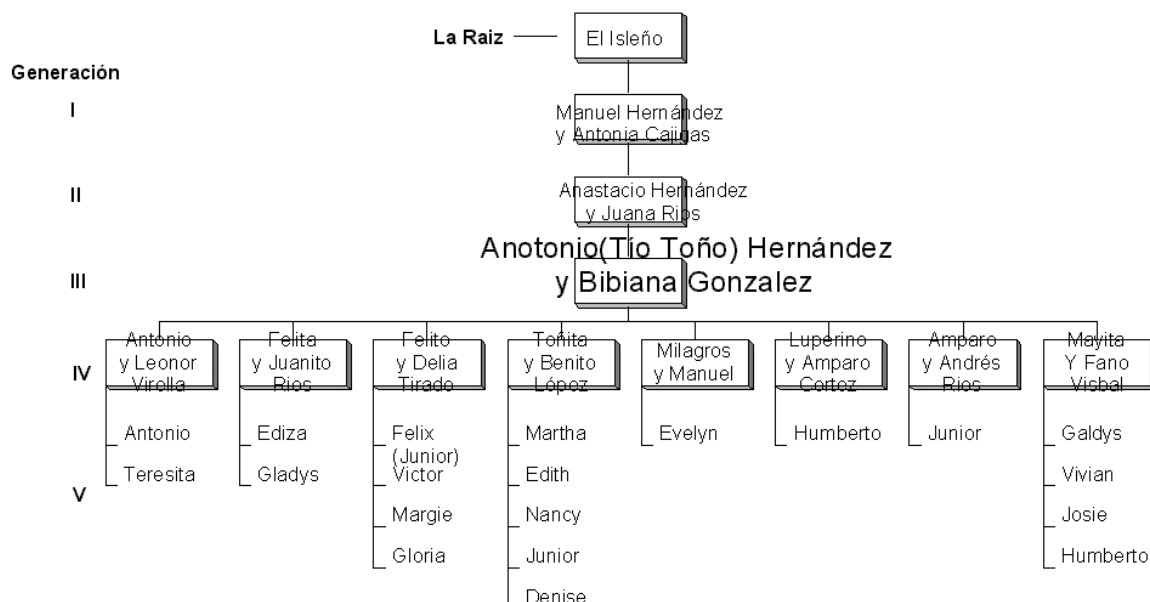 La Raiz
El Isleño
Generación
I
Manuel Hernández
y Antonia Cajigas
II
Anastacio Hernández
y Juana Rios
III
Anotonio(Tío Toño) Hernández
y Bibiana Gonzalez
IV
Antonio
y Leonor
Virolla
Felita
y Juanito
Rios
Felito
y Delia
Tirado
Toñita
y Benito
Lópoz
Milagros
y Manuel
Luperino
y Amparo
Cortez
Amparo
y Andrés
Rios
Mayita
Y Fano
Visbal
V
Antonio
Teresita
Ediza
Gladys
Felix
(Junior)
Victor
Margie
Gloria
Martha
Edith
Nancy
Junior
Denise
Evelyn
Humberto
Junior
Galdys
Vivian
Josie
Humberto